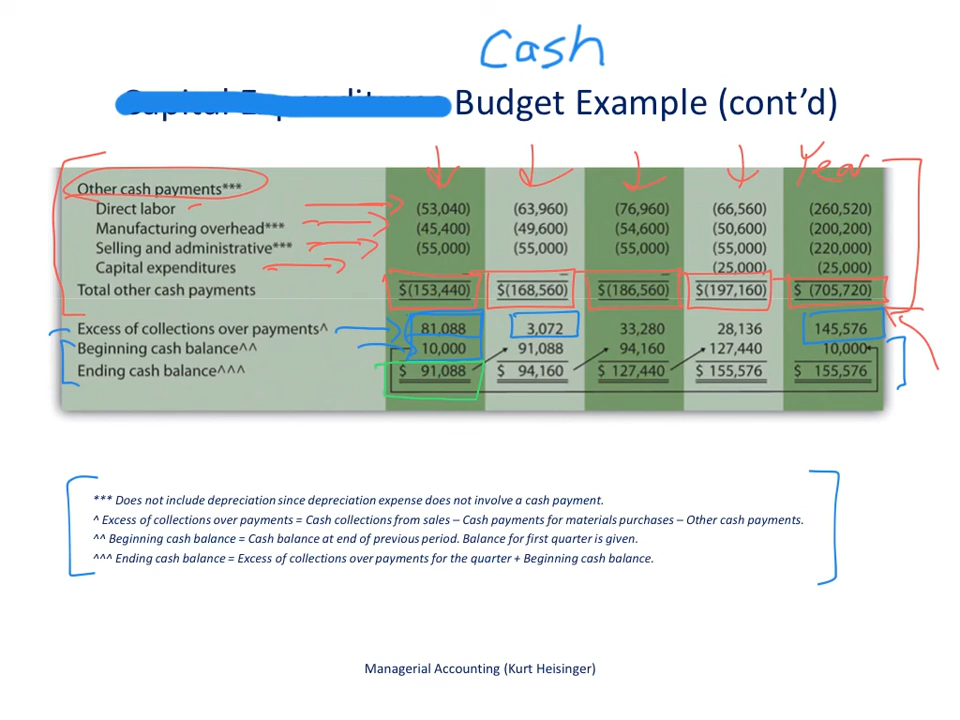 Cash
Budget Example (cont’d)
Year
Other cash payments***
Direct labor (53,040) (63,960) (76,960) (66,560) (260,520)
Manufacturing overhead*** (45,400) (49,600) (54,600) (50,600) (200,200)
Selling and administrative*** (55,000) (55,000) (55,000) (55,000) (220,000)
Capital expenditures – – – (25,000) (25,000)
Total other cash payments $(153,440) $(168,560) $(186,560) $(197,160) $ (705,720)
Excess of collections over payments^ 81,088 3,072 33,280 28,136 145,576
Beginning cash balance^^ 10,000 91,088 94,160 127,440 10,000
Ending cash balance^^^ $ 91,088 $ 94,160 $ 127,440 $ 155,576 $ 155,576
*** Does not include depreciation since depreciation expense does not involve a cash payment.
^ Excess of collections over payments = Cash collections from sales – Cash payments for materials purchases – Other cash payments.
^^ Beginning cash balance = Cash balance at end of previous period. Balance for first quarter is given.
^^^ Ending cash balance = Excess of collections over payments for the quarter + Beginning cash balance.
Managerial Accounting (Kurt Heisinger)